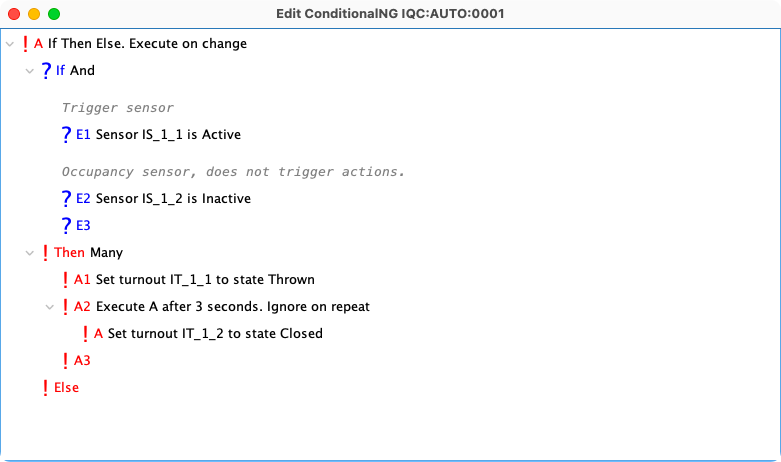 Edit ConditionalNG IQC:AUTO:0001
! A If Then Else. Execute on change
? If And
Trigger sensor
? E1 Sensor IS_1_1 is Active
Occupancy sensor, does not trigger actions.
? E2 Sensor IS_1_2 is Inactive
? E3
! Then Many
! A1 Set turnout IT_1_1 to state Thrown
! A2 Execute A after 3 seconds. Ignore on repeat
! A Set turnout IT_1_2 to state Closed
! A3
! Else